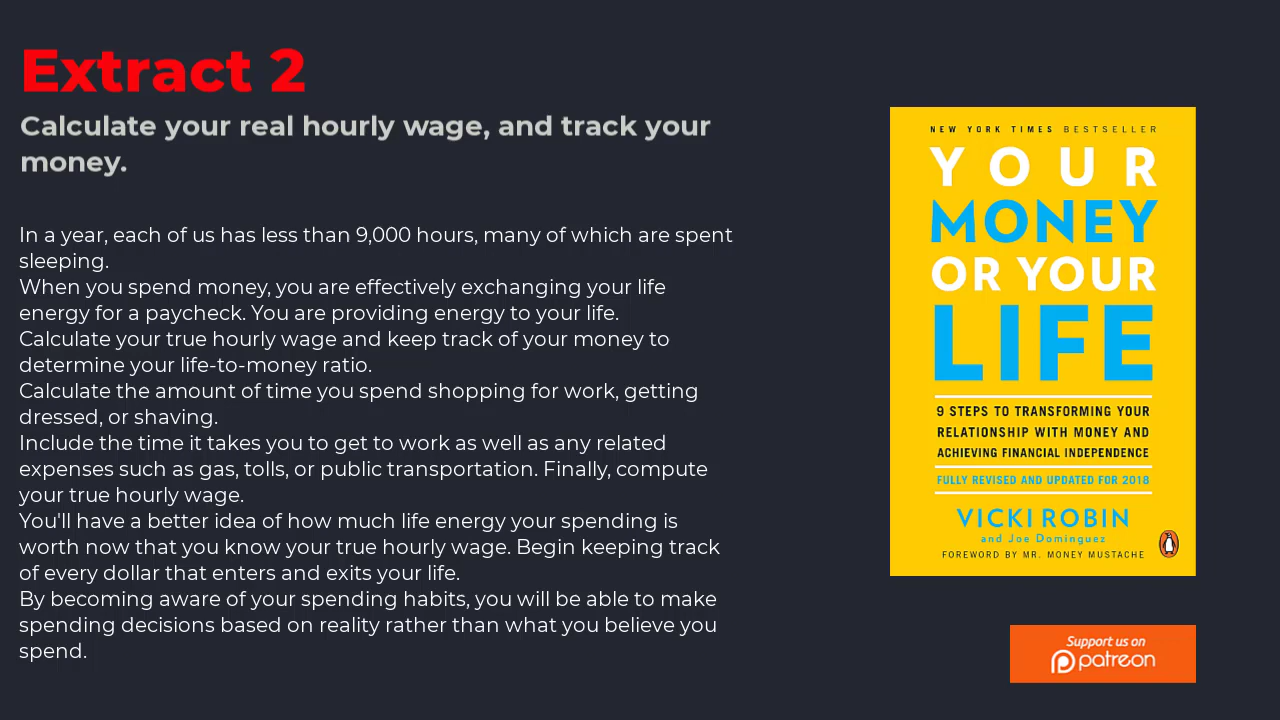 Extract 2
Calculate your real hourly wage, and track your
money.
In a year, each of us has less than 9,000 hours, many of which are spent
sleeping.
When you spend money, you are effectively exchanging your life
energy for a paycheck. You are providing energy to your life.
Calculate your true hourly wage and keep track of your money to
determine your life-to-money ratio.
Calculate the amount of time you spend shopping for work, getting
dressed, or shaving.
Include the time it takes you to get to work as well as any related
expenses such as gas, tolls, or public transportation. Finally, compute
your true hourly wage.
You'll have a better idea of how much life energy your spending is
worth now that you know your true hourly wage. Begin keeping track
of every dollar that enters and exits your life.
By becoming aware of your spending habits, you will be able to make
spending decisions based on reality rather than what you believe you
spend.
NEW YORK TIMES BESTSELLER
YOUR
MONEY
OR YOUR
LIFE
9 STEPS TO TRANSFORMING YOUR
RELATIONSHIP WITH MONEY AND
ACHIEVING FINANCIAL INDEPENDENCE
FULLY REVISED AND UPDATED FOR 2018
VICKI ROBIN
and Joe Dominguez
FOREWORD BY MR. MONEY MUSTACHE
Support us on
patreon